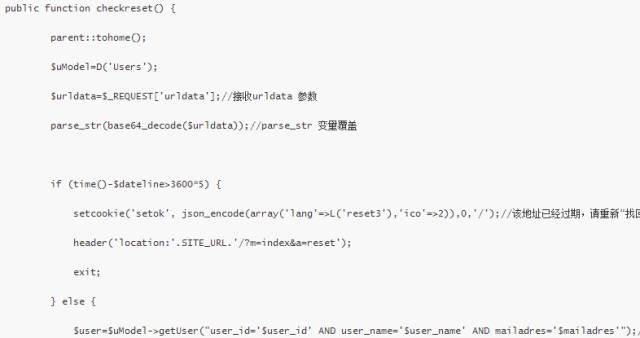 public function checkreset() {
parent::tohome();
$uModel=D('Users');
$urldata=$_REQUEST['urldata'];//接收urldata 参数
parse_str(base64_decode($urldata));//parse_str 变量覆盖
if (time()-$dateline>3600*5) {
setcookie('setok', json_encode(array('lang'=>L('reset3'),'ico'=>2)),0,'/');//该地址已经过期，请重新“找回
header('location:'.SITE_URL.'/?m=index&a=reset');
exit;
} else {
$user=$uModel->getUser("user_id='$user_id' AND user_name='$user_name' AND mailadres='$mailadres'");/